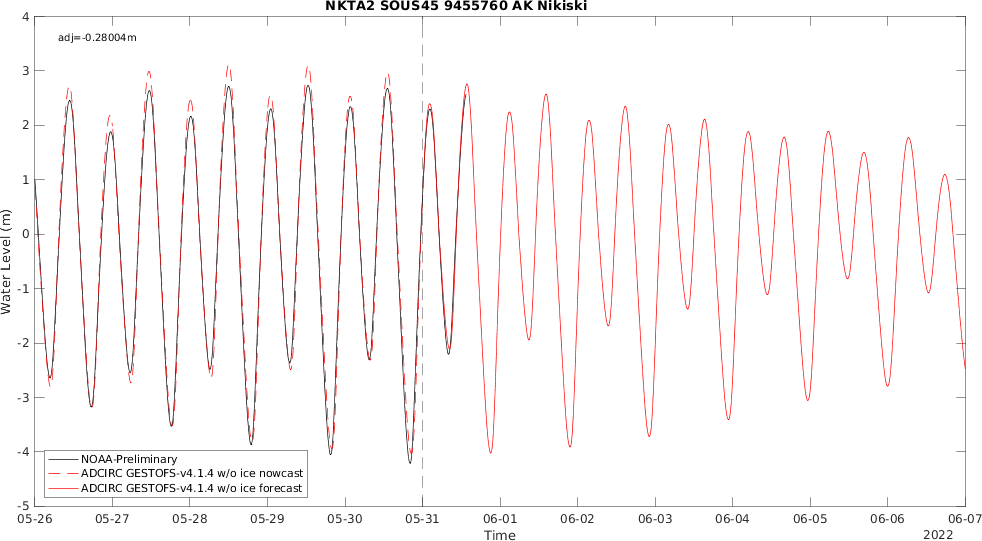 NKTA2 SOUS45 9455760 AK Nikiski
adj=-0.28004m
Water Level (m)
4
3
2
1
0
-1
-2
-3
-4
-5
NOAA-Preliminary
ADCIRC GESTOFS-v4.1.4 w/o ice nowcast
ADCIRC GESTOFS-v4.1.4 w/o ice forecast
05-26 05-27 05-28 05-29 05-30 05-31 06-01 06-02 06-03 06-04 06-05 06-06 06-07
Time
2022